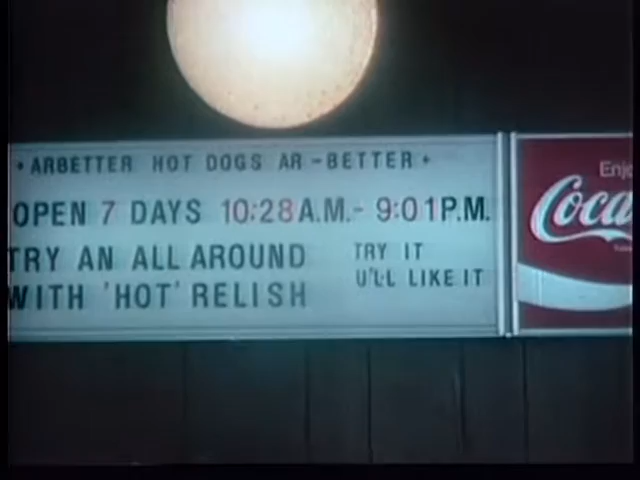 • ARBETTER HOT DOGS AR-BETTER •
OPEN 7 DAYS 10:28 A.M.- 9:01 P.M.
TRY AN ALL AROUND
WITH 'HOT' RELISH
TRY IT
U'LL LIKE IT
Enjo
Coca